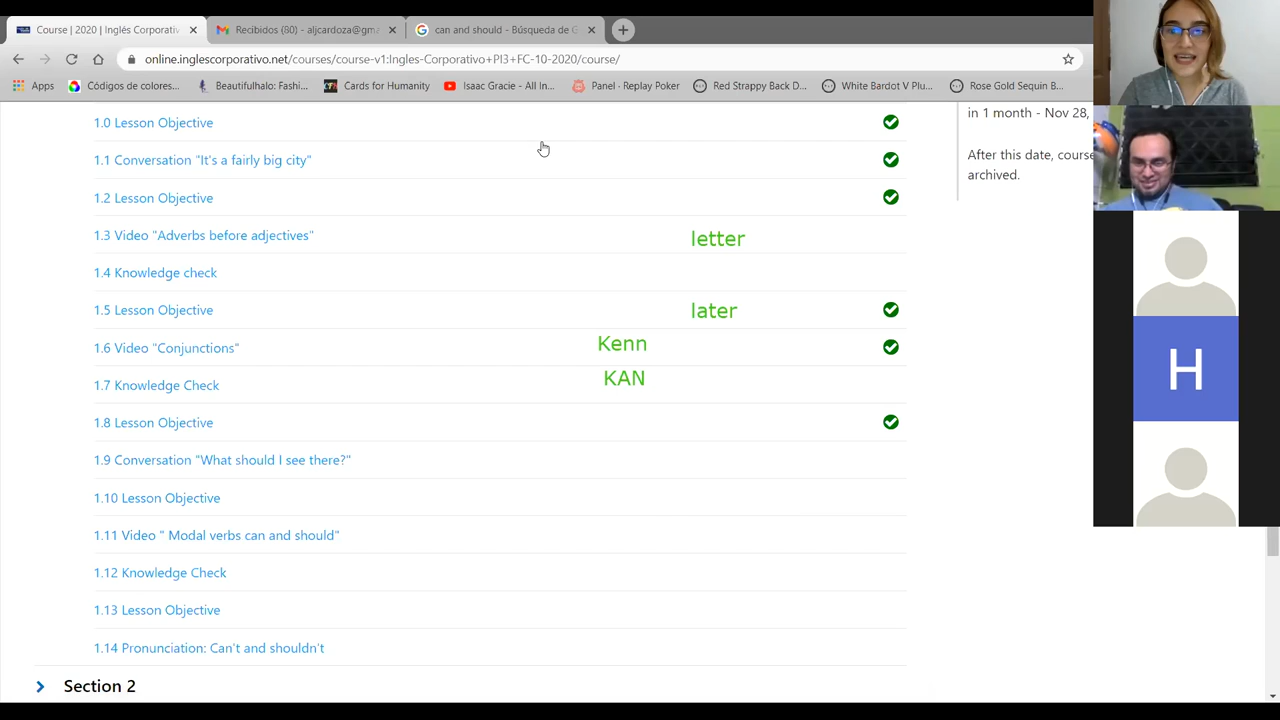 Course | 2020 | Inglés Corporativ
Recibidos (80) - aljcardoza@gma
can and should - Búsqueda de G
online.inglescorporativo.net/courses/course-v1:Ingles-Corporativo+PI3+FC-10-2020/course/
Apps
Códigos de colores...
Beautifulhalo: Fashi...
Cards for Humanity
Isaac Gracie - All In...
Panel · Replay Poker
Red Strappy Back D...
White Bardot V Plu...
Rose Gold Sequin B...
1.0 Lesson Objective
in 1 month - Nov 28,
1.1 Conversation "It's a fairly big city"
After this date, course
archived.
1.2 Lesson Objective
1.3 Video "Adverbs before adjectives"
letter
1.4 Knowledge check
1.5 Lesson Objective
later
1.6 Video "Conjunctions"
Kenn
1.7 Knowledge Check
KAN
H
1.8 Lesson Objective
1.9 Conversation "What should I see there?"
1.10 Lesson Objective
1.11 Video " Modal verbs can and should"
1.12 Knowledge Check
1.13 Lesson Objective
1.14 Pronunciation: Can't and shouldn't
Section 2